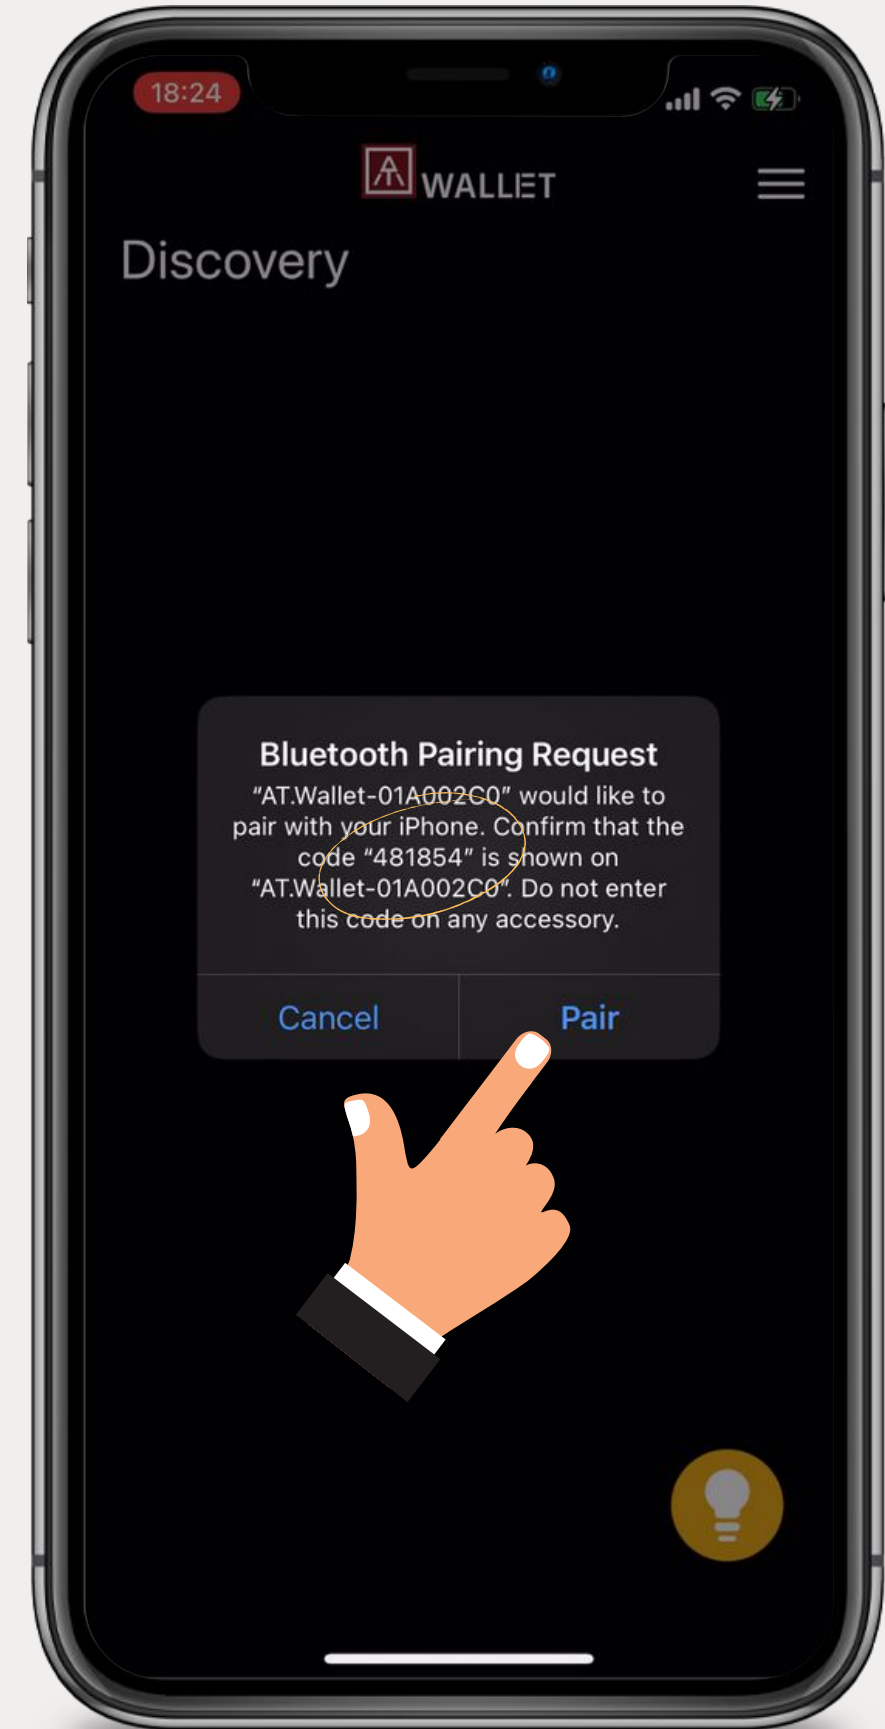 18:24
AT WALLET
Discovery
Bluetooth Pairing Request
“AT.Wallet-01A002C0” would like to
pair with your iPhone. Confirm that the
code “481854” is shown on
“AT.Wallet-01A002C0”. Do not enter
this code on any accessory.
Cancel
Pair